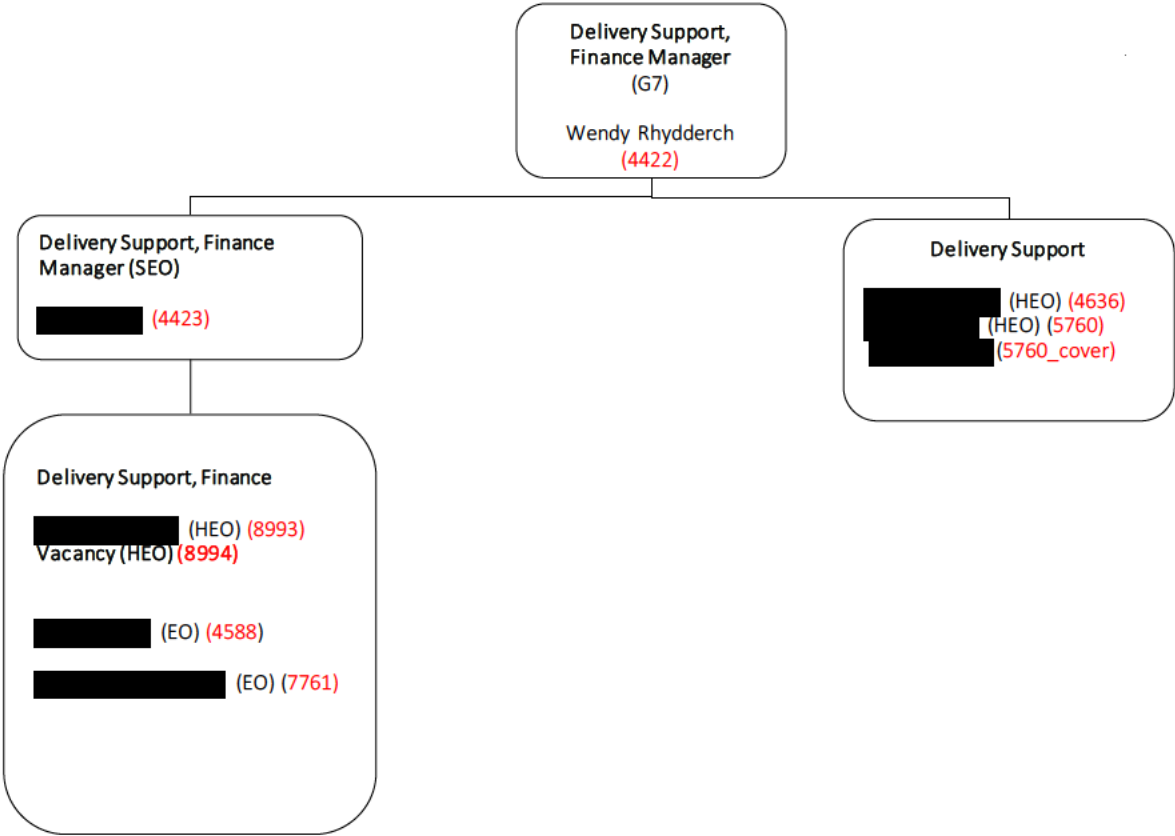 Delivery Support,
Finance Manager
(G7)
Wendy Rhydderch
(4422)
Delivery Support, Finance
Manager (SEO)
(4423)
Delivery Support
(HEO) (4636)
(HEO) (5760)
(5760_cover)
Delivery Support, Finance
(HEO) (8993)
Vacancy (HEO) (8994)
(EO) (4588)
(EO) (7761)